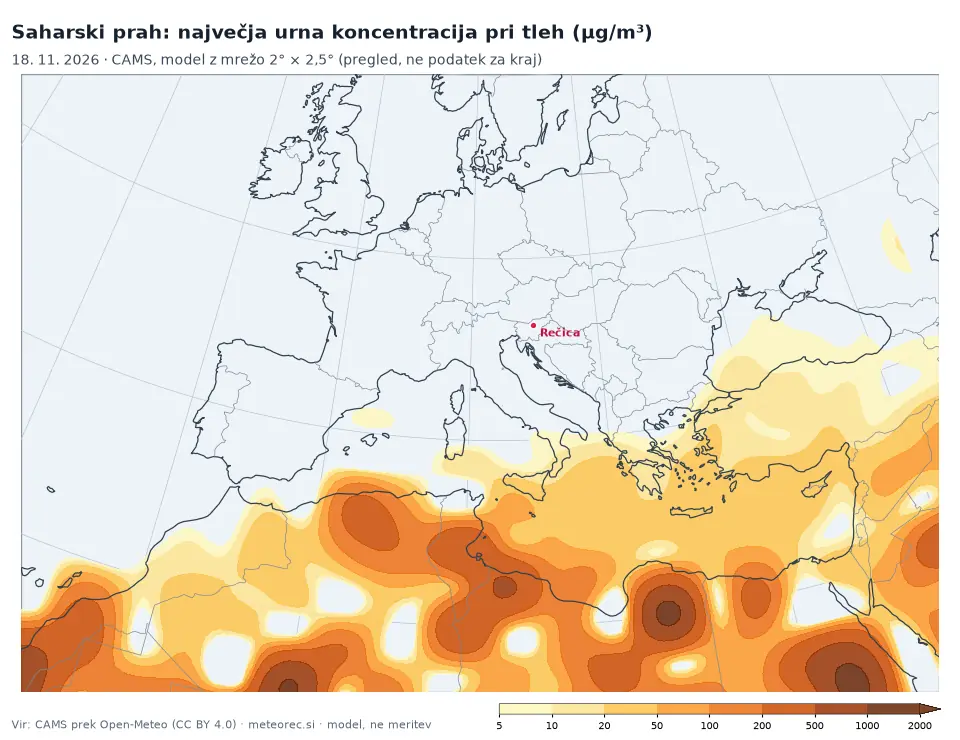 Saharski prah: največja urna koncentracija pri tleh (µg/m³)
18. 11. 2026 · CAMS, model z mrežo 2° × 2,5° (pregled, ne podatek za kraj)
Rečica
5 10 20 50 100 200 500 1000 2000
Vir: CAMS prek Open-Meteo (CC BY 4.0) · meteorec.si · model, ne meritev